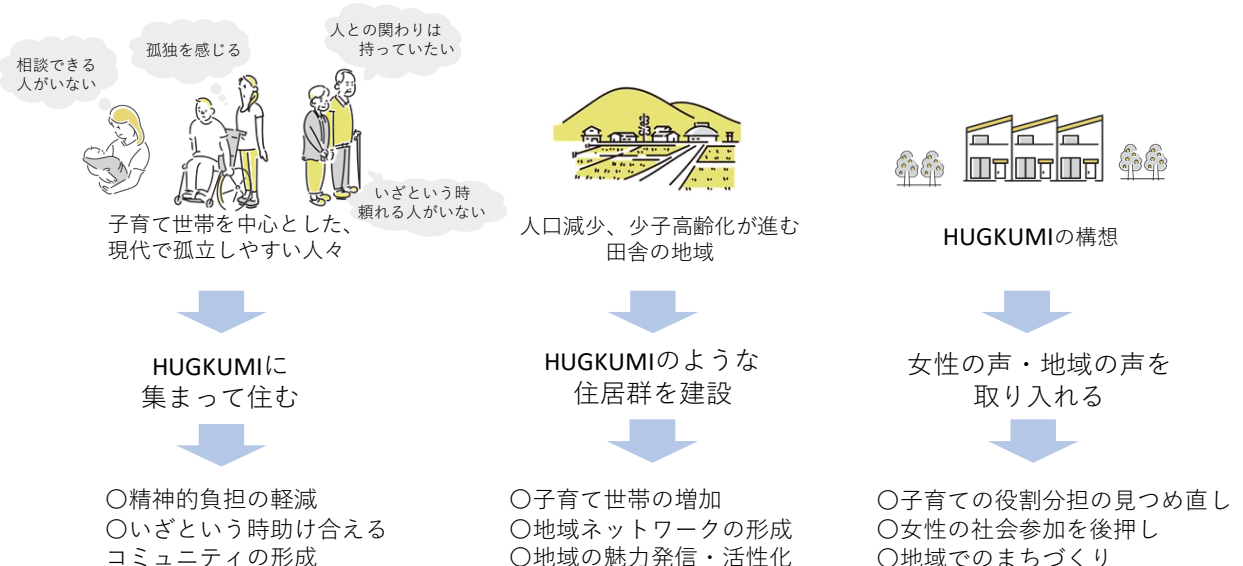 相談できる
人がいない
孤独を感じる
人との関わりは
持っていたい
いざという時
頼れる人がいない
子育て世帯を中心とした、
現代で孤立しやすい人々
HUGKUMIに
集まって住む
〇精神的負担の軽減
〇いざという時助け合える
コミュニティの形成
人口減少、少子高齢化が進む
田舎の地域
HUGKUMIのような
住居群を建設
〇子育て世帯の増加
〇地域ネットワークの形成
〇地域の魅力発信・活性化
HUGKUMIの構想
女性の声・地域の声を
取り入れる
〇子育ての役割分担の見つめ直し
〇女性の社会参加を後押し
〇地域でのまちづくり